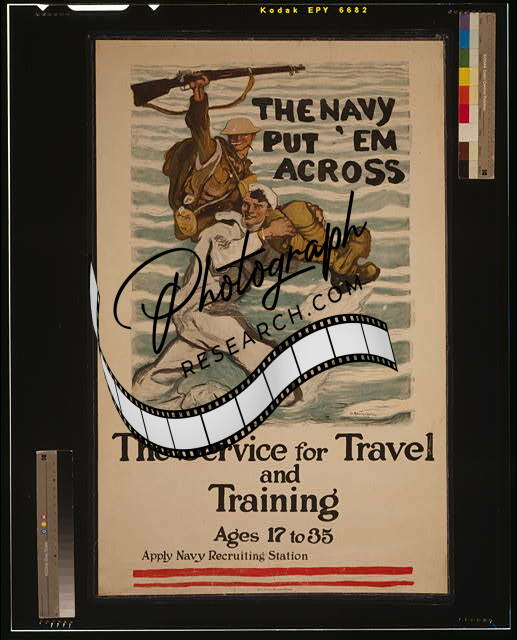 Kodak EPY 6682
THE NAVY
PUT 'EM
ACROSS
Photograph
RESEARCH.COM
The Service for Travel
and
Training
Ages 17 to 35
Apply Navy Recruiting Station